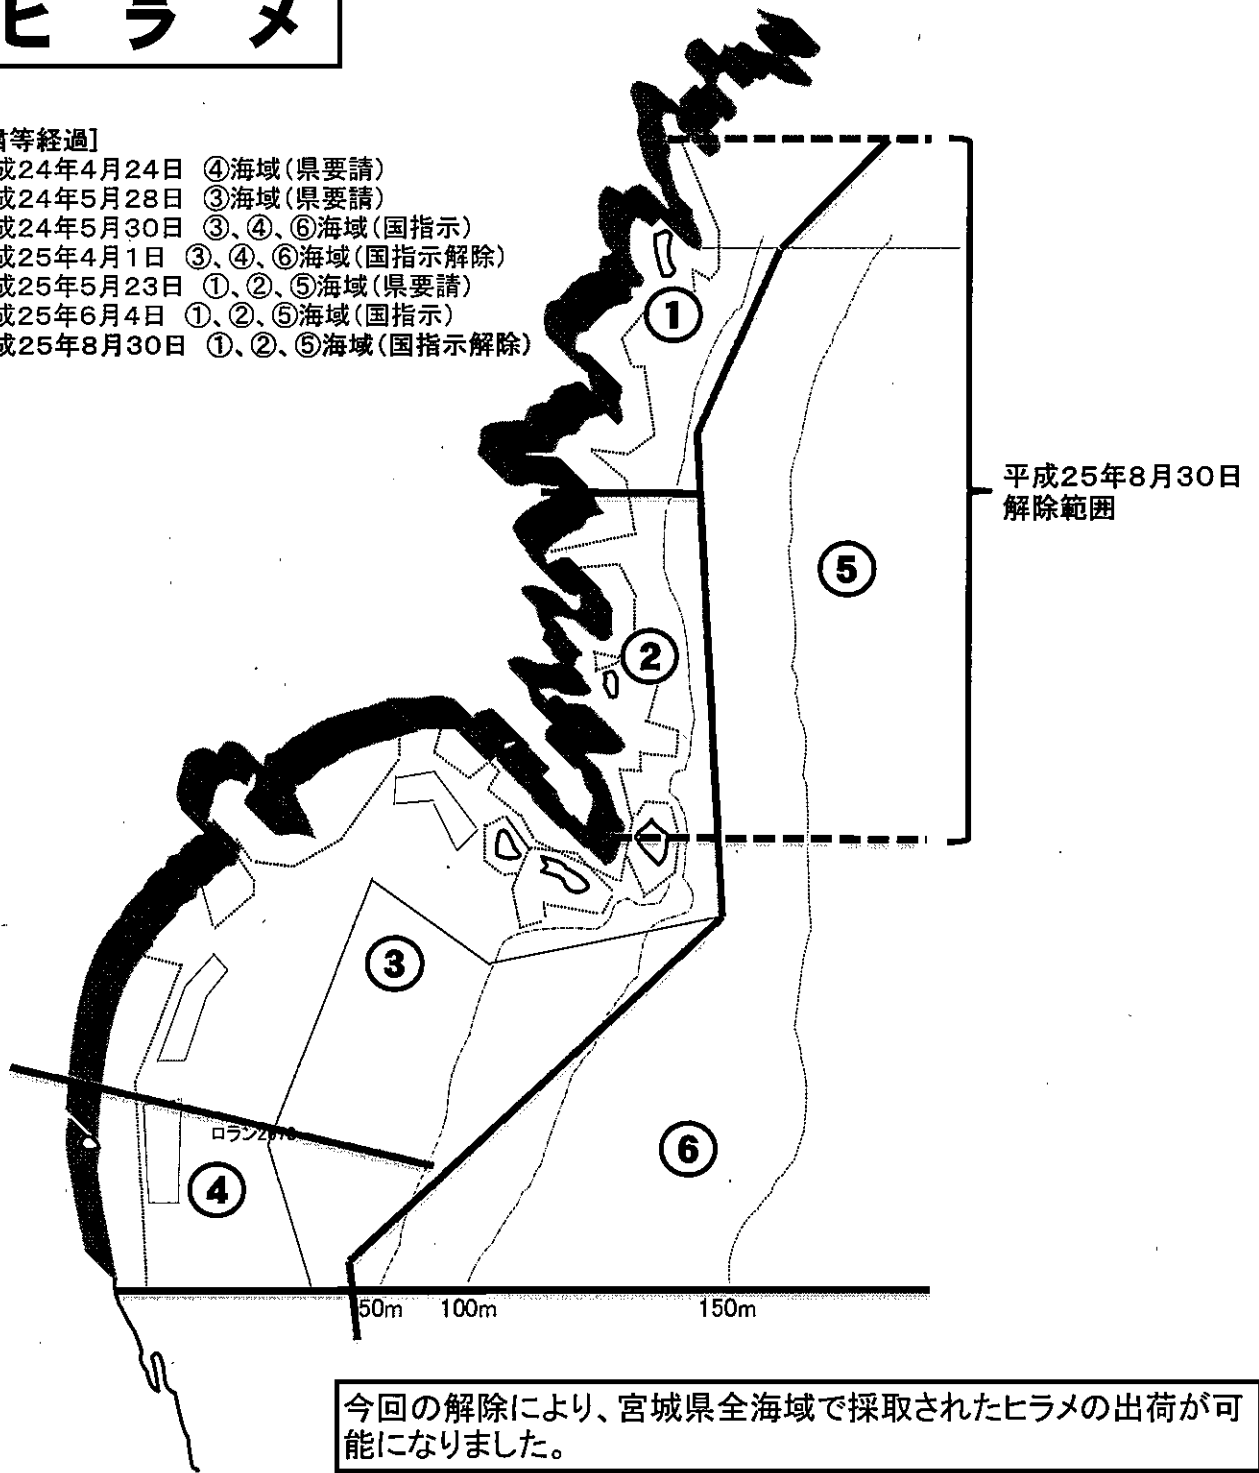 ヒラメ
等経過]
成24年4月24日 ④海域(県要請)
成24年5月28日 ③海域(県要請)
成24年5月30日 ③、④、⑥海域(国指示)
成25年4月1日 ③、④、⑥海域(国指示解除)
成25年5月23日 ①、②、⑤海域(県要請)
成25年6月4日 ①、②、⑤海域(国指示)
成25年8月30日 ①、②、⑤海域(国指示解除)
①
平成25年8月30日
解除範囲
⑤
②
③
ロラン
⑥
④
50m 100m 150m
今回の解除により、宮城県全海域で採取されたヒラメの出荷が可
能になりました。